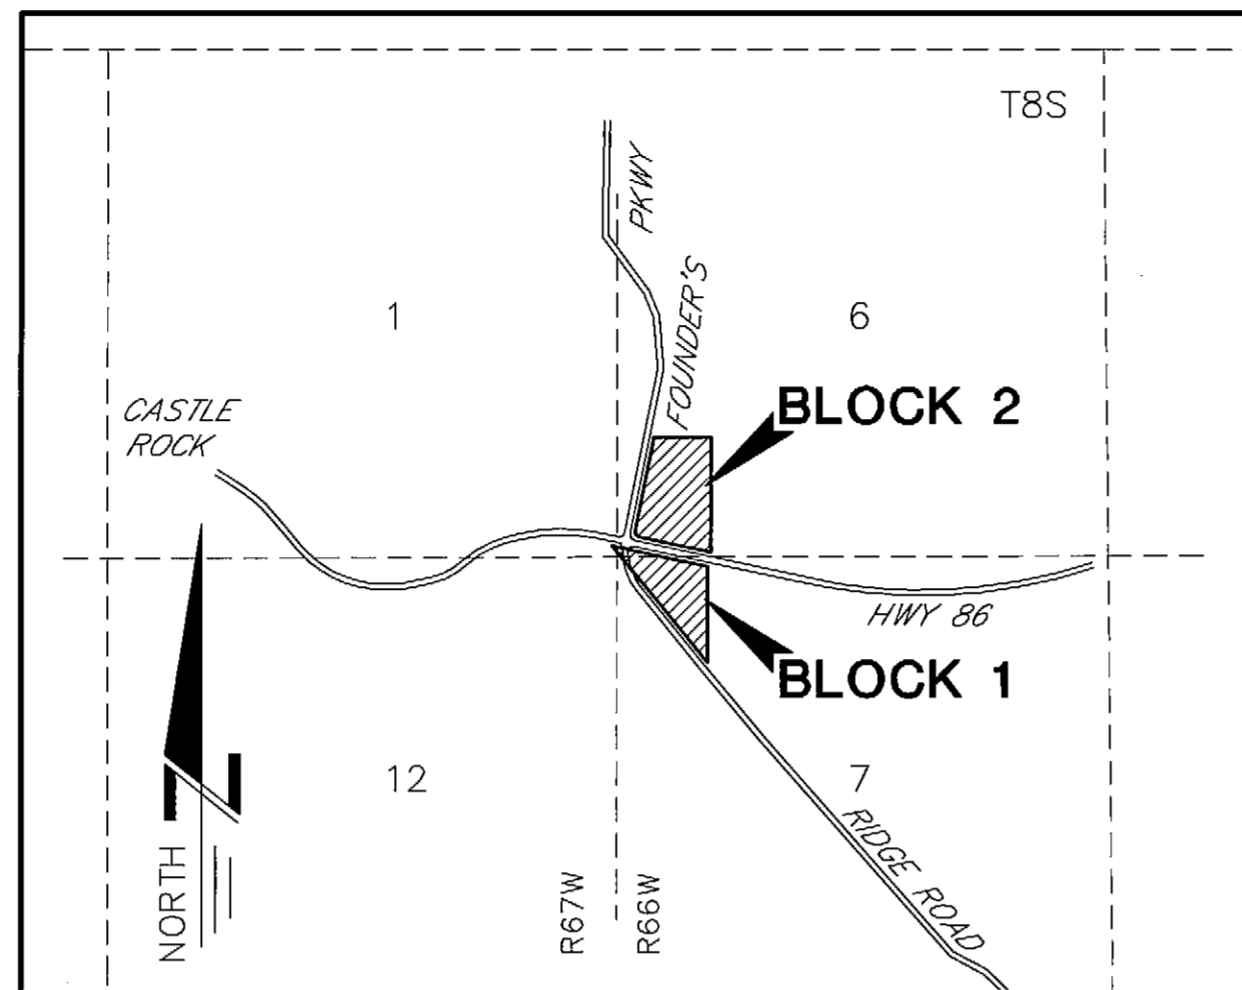 T8S
PKWY
FOUNDER'S
1
6
CASTLE
ROCK
BLOCK 2
HWY 86
BLOCK 1
12
7
RIDGE ROAD
NORTH
R67W
R66W